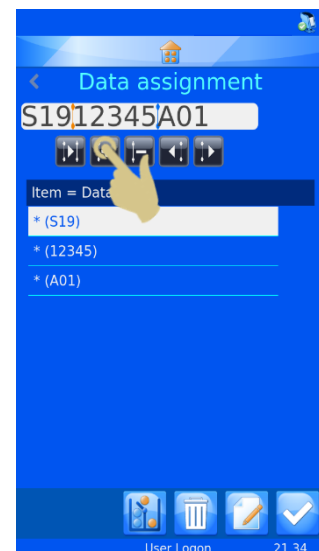 Data assignment
S1912345A01
Item = Data
* (S19)
* (12345)
* (A01)
User Logon 21 34